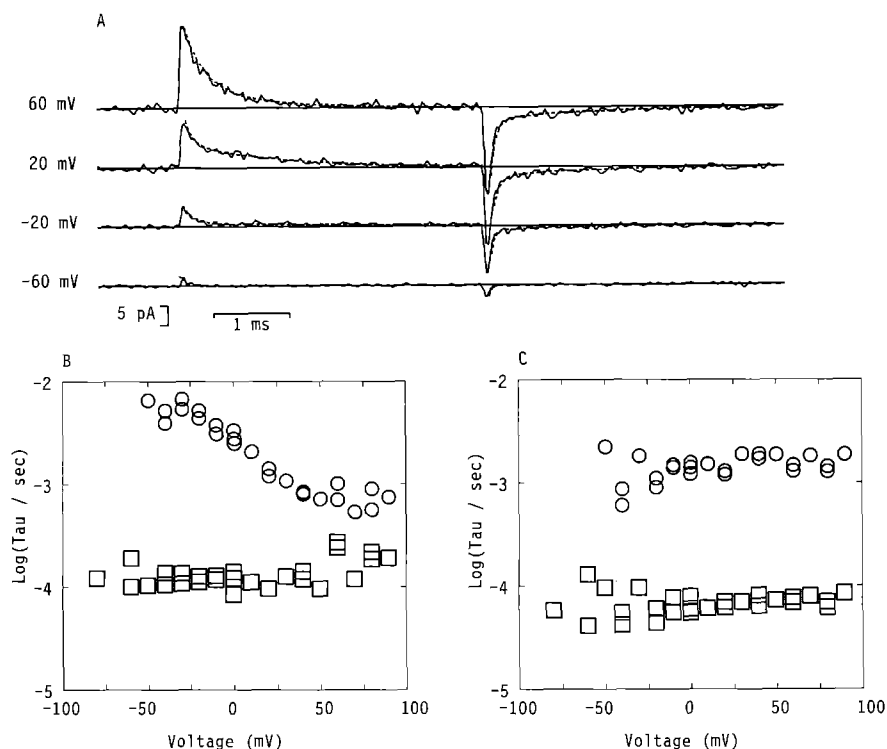 A
60 mV
20 mV
-20 mV
-60 mV
5 pA
1 ms
B
-2
-3
-4
-5
Log(Tau / sec)
-100
-50
0
50
100
Voltage (mV)
C
-2
-3
-4
-5
Log(Tau / sec)
-100
-50
0
50
100
Voltage (mV)